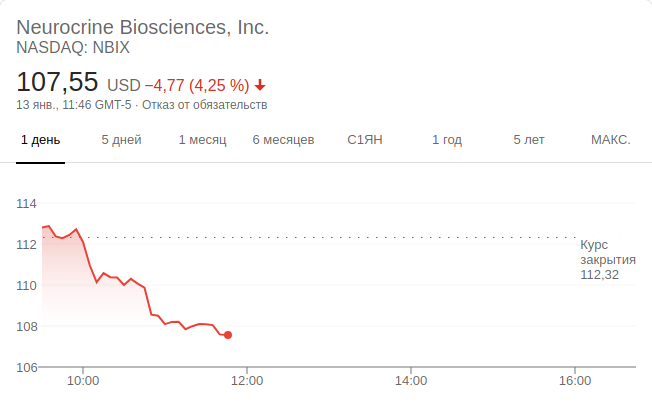 Neurocrine Biosciences, Inc.
NASDAQ: NBIX
107,55 USD −4,77 (4,25 %)
13 янв., 11:46 GMT-5 · Отказ от обязательств
1 день 5 дней 1 месяц 6 месяцев С1ЯН 1 год 5 лет МАКС.
114
112
110
108
106
Курс
закрытия
112,32
10:00 12:00 14:00 16:00